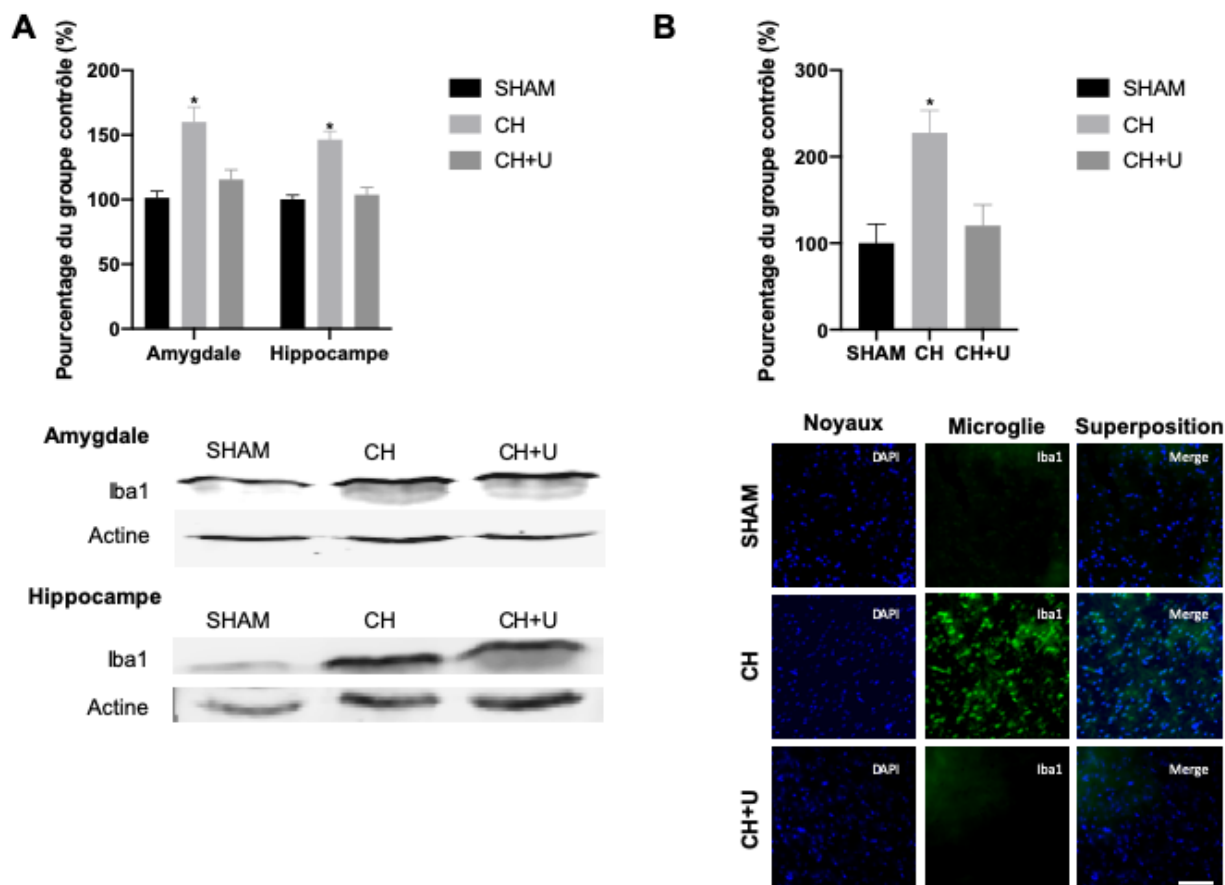 A
Pourcentage du groupe contrôle (%)
200
150
100
50
0
*
*
Amygdale
Hippocampe
SHAM
CH
CH+U
Amygdale
SHAM
CH
CH+U
Iba1
Actine
Hippocampe
SHAM
CH
CH+U
Iba1
Actine
B
Pourcentage du groupe contrôle (%)
300
200
100
0
*
SHAM
CH
CH+U
SHAM
CH
CH+U
Noyaux
Microglie
Superposition
SHAM
DAPI
Iba1
Merge
CH
DAPI
Iba1
Merge
CH+U
DAPI
Iba1
Merge